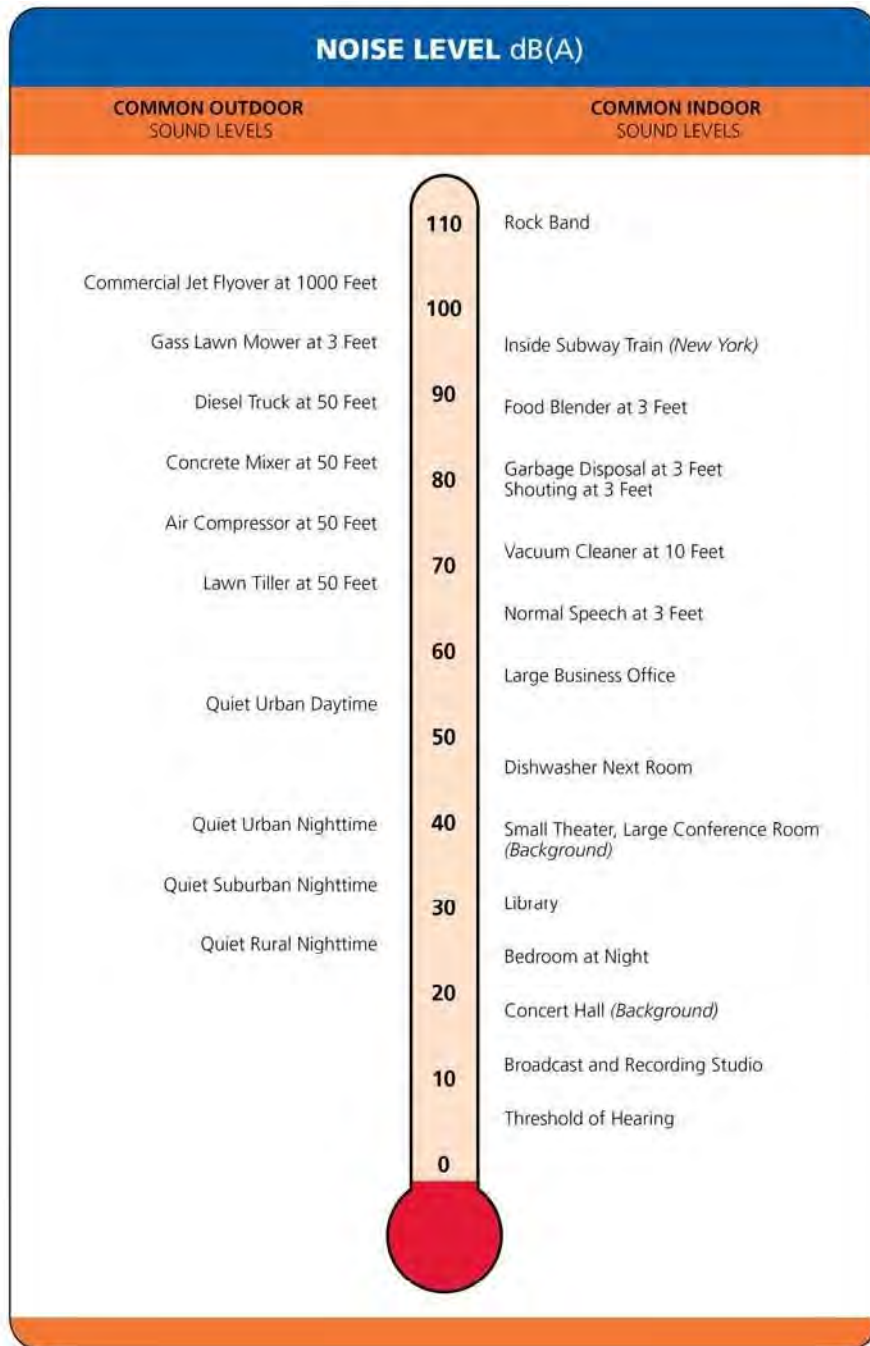 NOISE LEVEL dB(A)
COMMON OUTDOOR
SOUND LEVELS
COMMON INDOOR
SOUND LEVELS
110
Rock Band
Commercial Jet Flyover at 1000 Feet
100
Gass Lawn Mower at 3 Feet
Inside Subway Train (New York)
90
Diesel Truck at 50 Feet
Food Blender at 3 Feet
Concrete Mixer at 50 Feet
Garbage Disposal at 3 Feet
80
Shouting at 3 Feet
Air Compressor at 50 Feet
Vacuum Cleaner at 10 Feet
70
Lawn Tiller at 50 Feet
Normal Speech at 3 Feet
60
Large Business Office
Quiet Urban Daytime
50
Dishwasher Next Room
Quiet Urban Nighttime
40
Small Theater, Large Conference Room
(Background)
Quiet Suburban Nighttime
30
Library
Quiet Rural Nighttime
Bedroom at Night
20
Concert Hall (Background)
Broadcast and Recording Studio
10
Threshold of Hearing
0